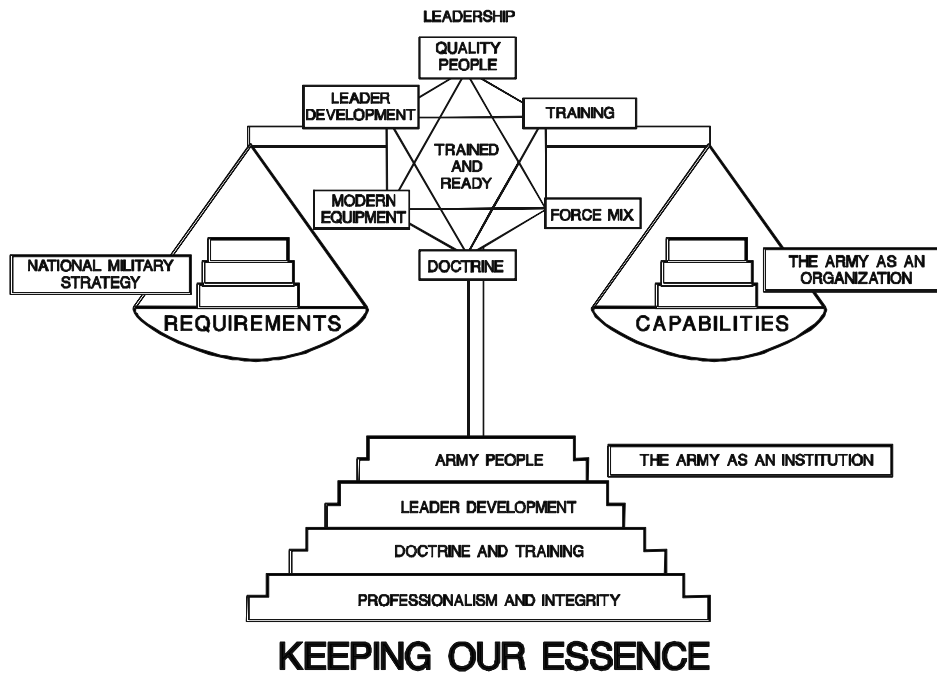 LEADERSHIP
QUALITY
PEOPLE
LEADER
DEVELOPMENT
TRAINING
TRAINED
AND
READY
MODERN
EQUIPMENT
FORCE MIX
DOCTRINE
NATIONAL MILITARY
STRATEGY
REQUIREMENTS
THE ARMY AS AN
ORGANIZATION
CAPABILITIES
ARMY PEOPLE
THE ARMY AS AN INSTITUTION
LEADER DEVELOPMENT
DOCTRINE AND TRAINING
PROFESSIONALISM AND INTEGRITY
KEEPING OUR ESSENCE